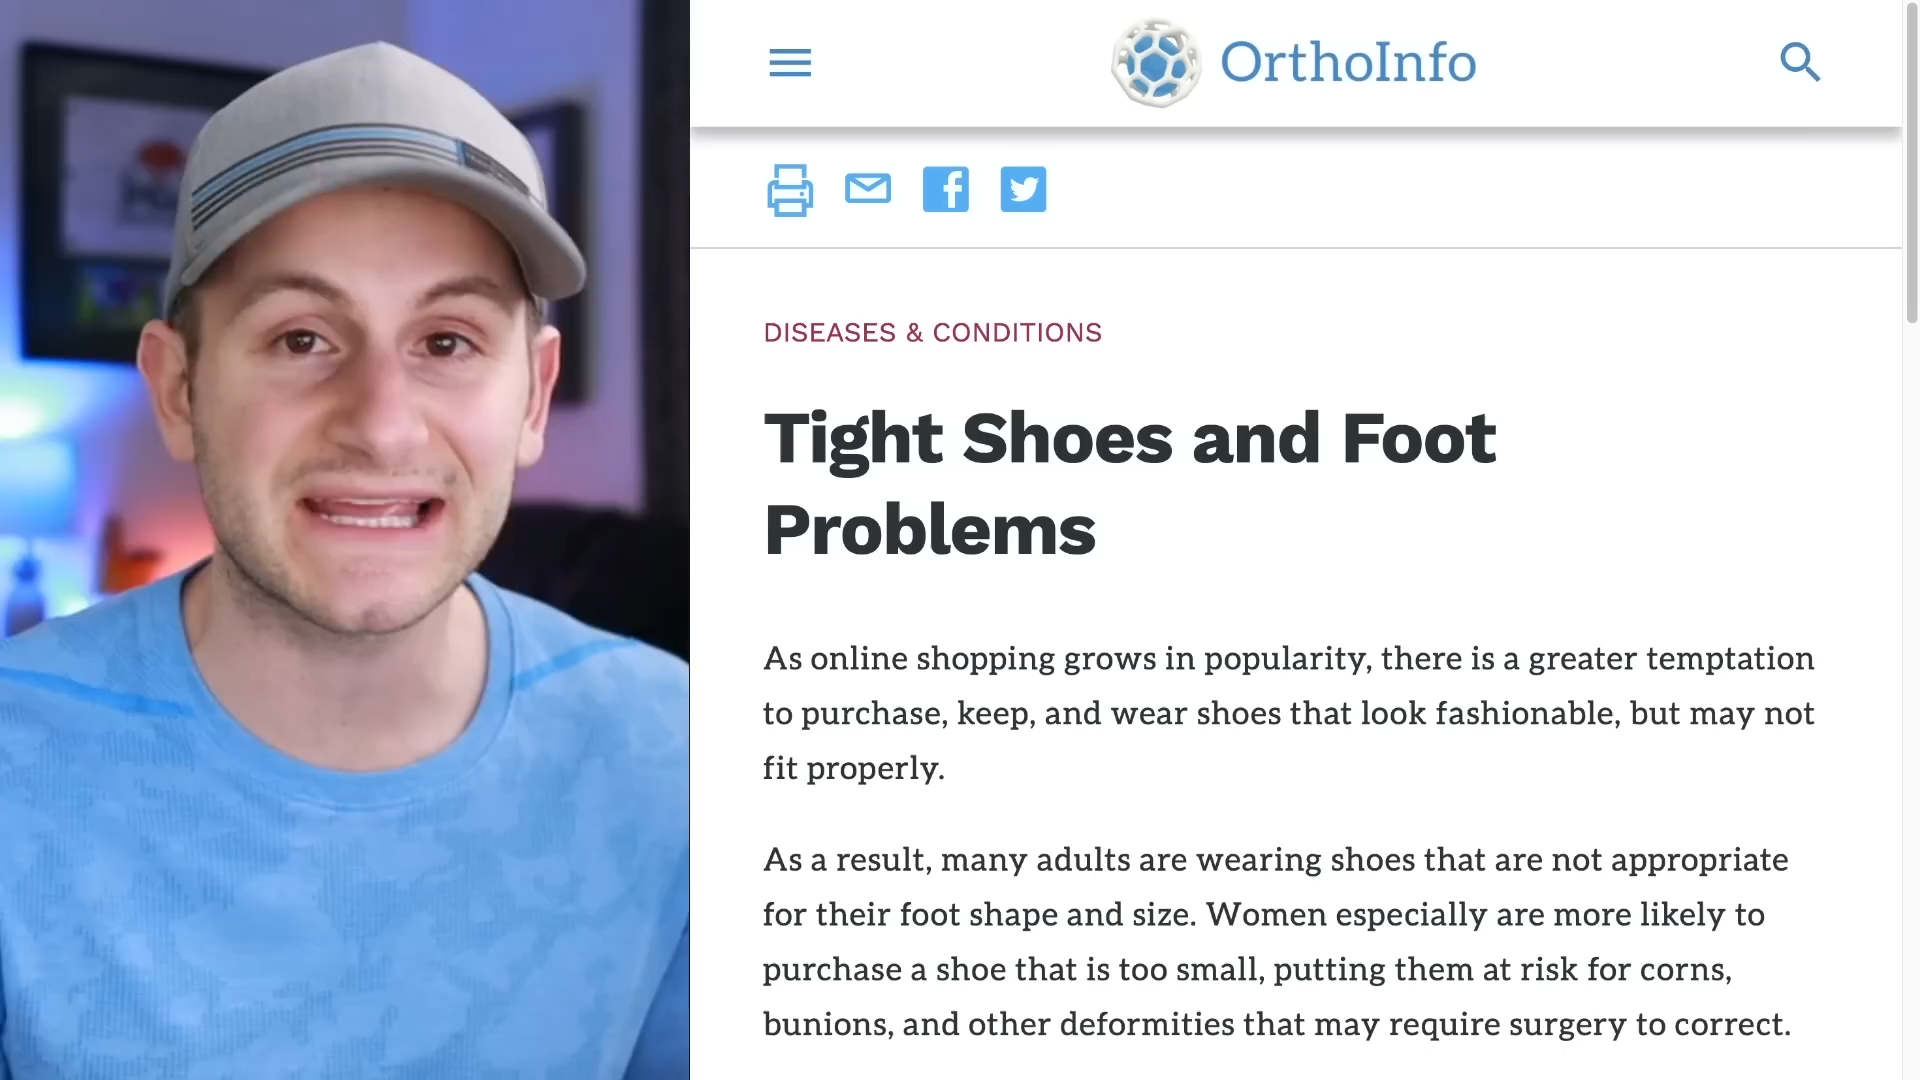 OrthoInfo
DISEASES & CONDITIONS
Tight Shoes and Foot
Problems
As online shopping grows in popularity, there is a greater temptation
to purchase, keep, and wear shoes that look fashionable, but may not
fit properly.
As a result, many adults are wearing shoes that are not appropriate
for their foot shape and size. Women especially are more likely to
purchase a shoe that is too small, putting them at risk for corns,
bunions, and other deformities that may require surgery to correct.